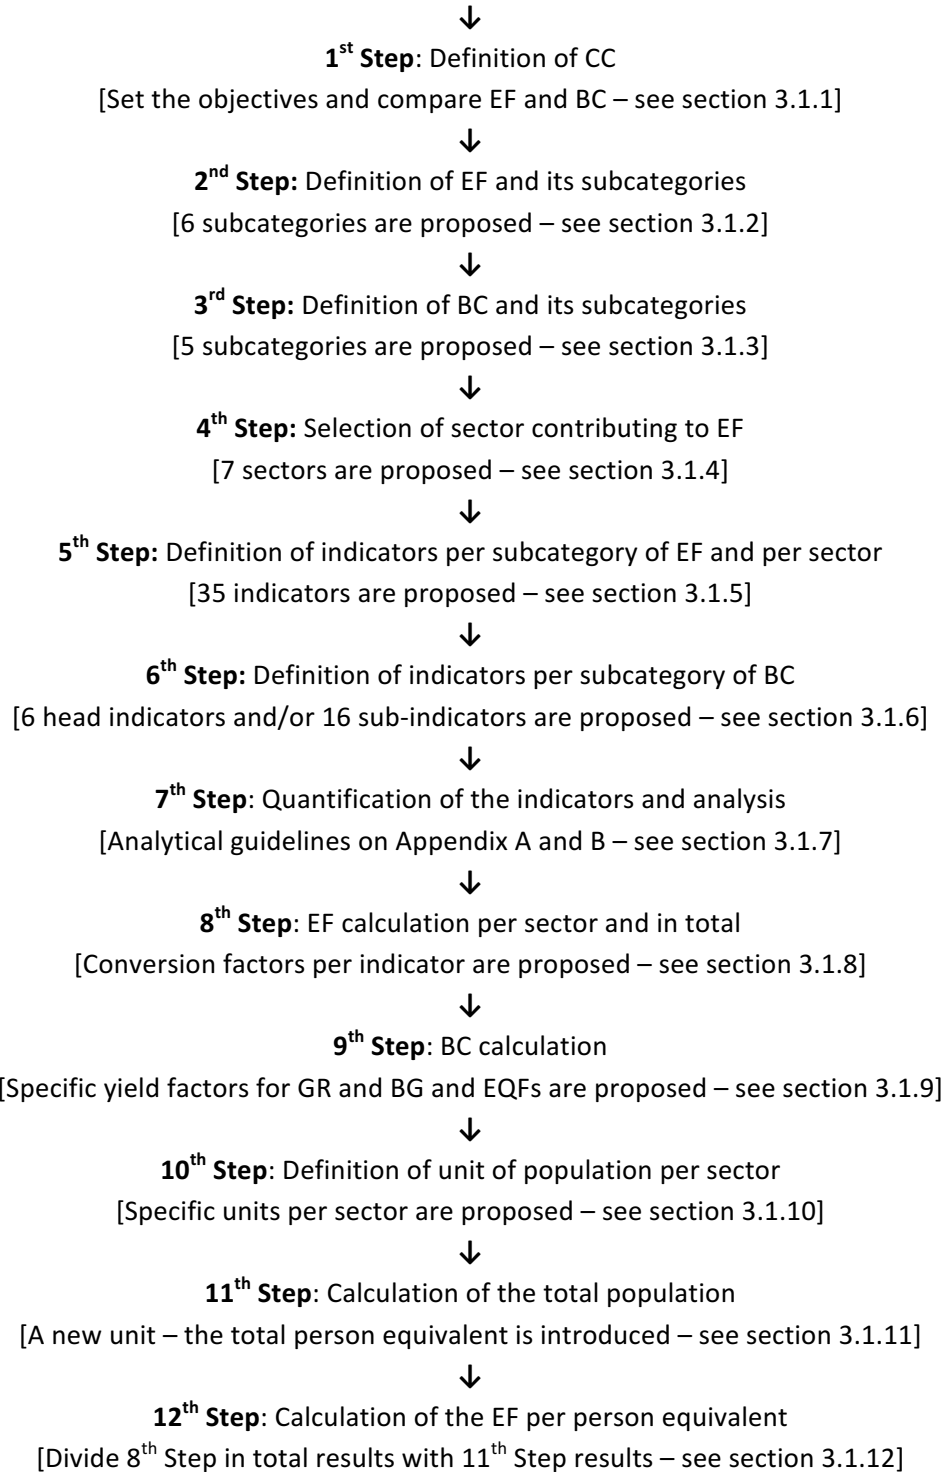 ↓
1st Step: Definition of CC
[Set the objectives and compare EF and BC – see section 3.1.1]
↓
2nd Step: Definition of EF and its subcategories
[6 subcategories are proposed – see section 3.1.2]
↓
3rd Step: Definition of BC and its subcategories
[5 subcategories are proposed – see section 3.1.3]
↓
4th Step: Selection of sector contributing to EF
[7 sectors are proposed – see section 3.1.4]
↓
5th Step: Definition of indicators per subcategory of EF and per sector
[35 indicators are proposed – see section 3.1.5]
↓
6th Step: Definition of indicators per subcategory of BC
[6 head indicators and/or 16 sub-indicators are proposed – see section 3.1.6]
↓
7th Step: Quantification of the indicators and analysis
[Analytical guidelines on Appendix A and B – see section 3.1.7]
↓
8th Step: EF calculation per sector and in total
[Conversion factors per indicator are proposed – see section 3.1.8]
↓
9th Step: BC calculation
[Specific yield factors for GR and BG and EQFs are proposed – see section 3.1.9]
↓
10th Step: Definition of unit of population per sector
[Specific units per sector are proposed – see section 3.1.10]
↓
11th Step: Calculation of the total population
[A new unit – the total person equivalent is introduced – see section 3.1.11]
↓
12th Step: Calculation of the EF per person equivalent
[Divide 8th Step in total results with 11th Step results – see section 3.1.12]